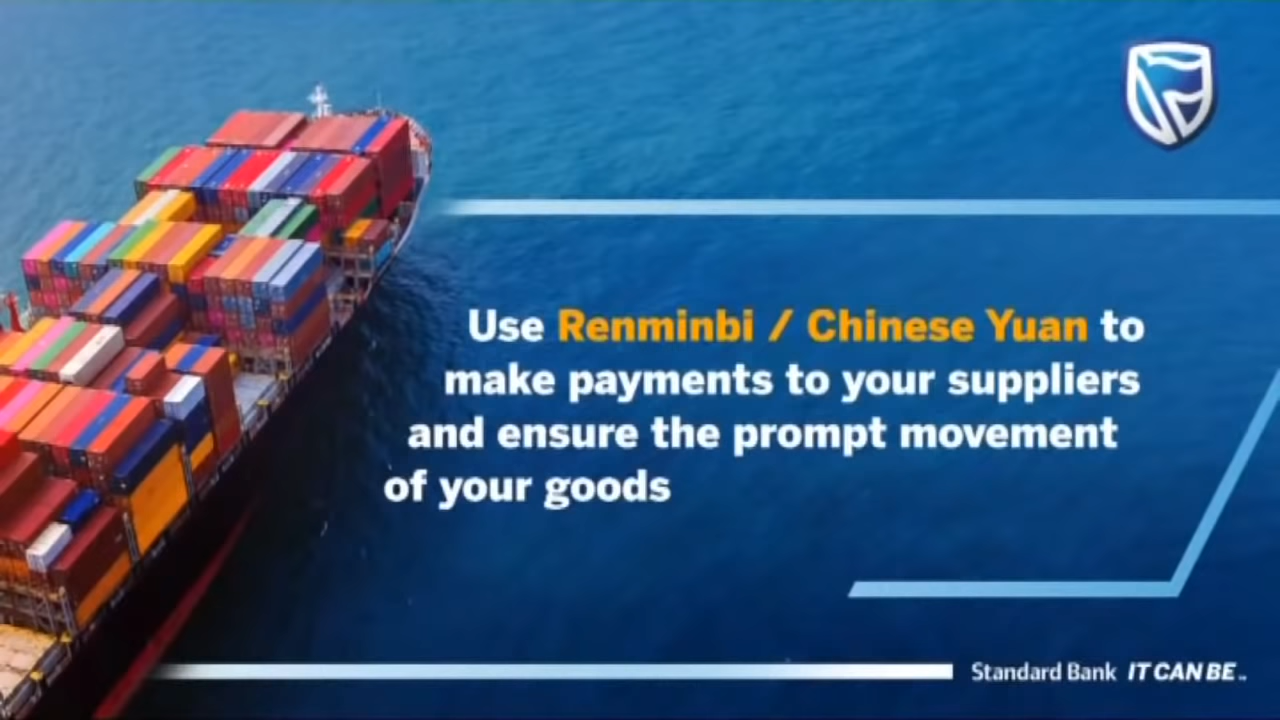 Use Renminbi / Chinese Yuan to
make payments to your suppliers
and ensure the prompt movement
of your goods
Standard Bank IT CAN BE™